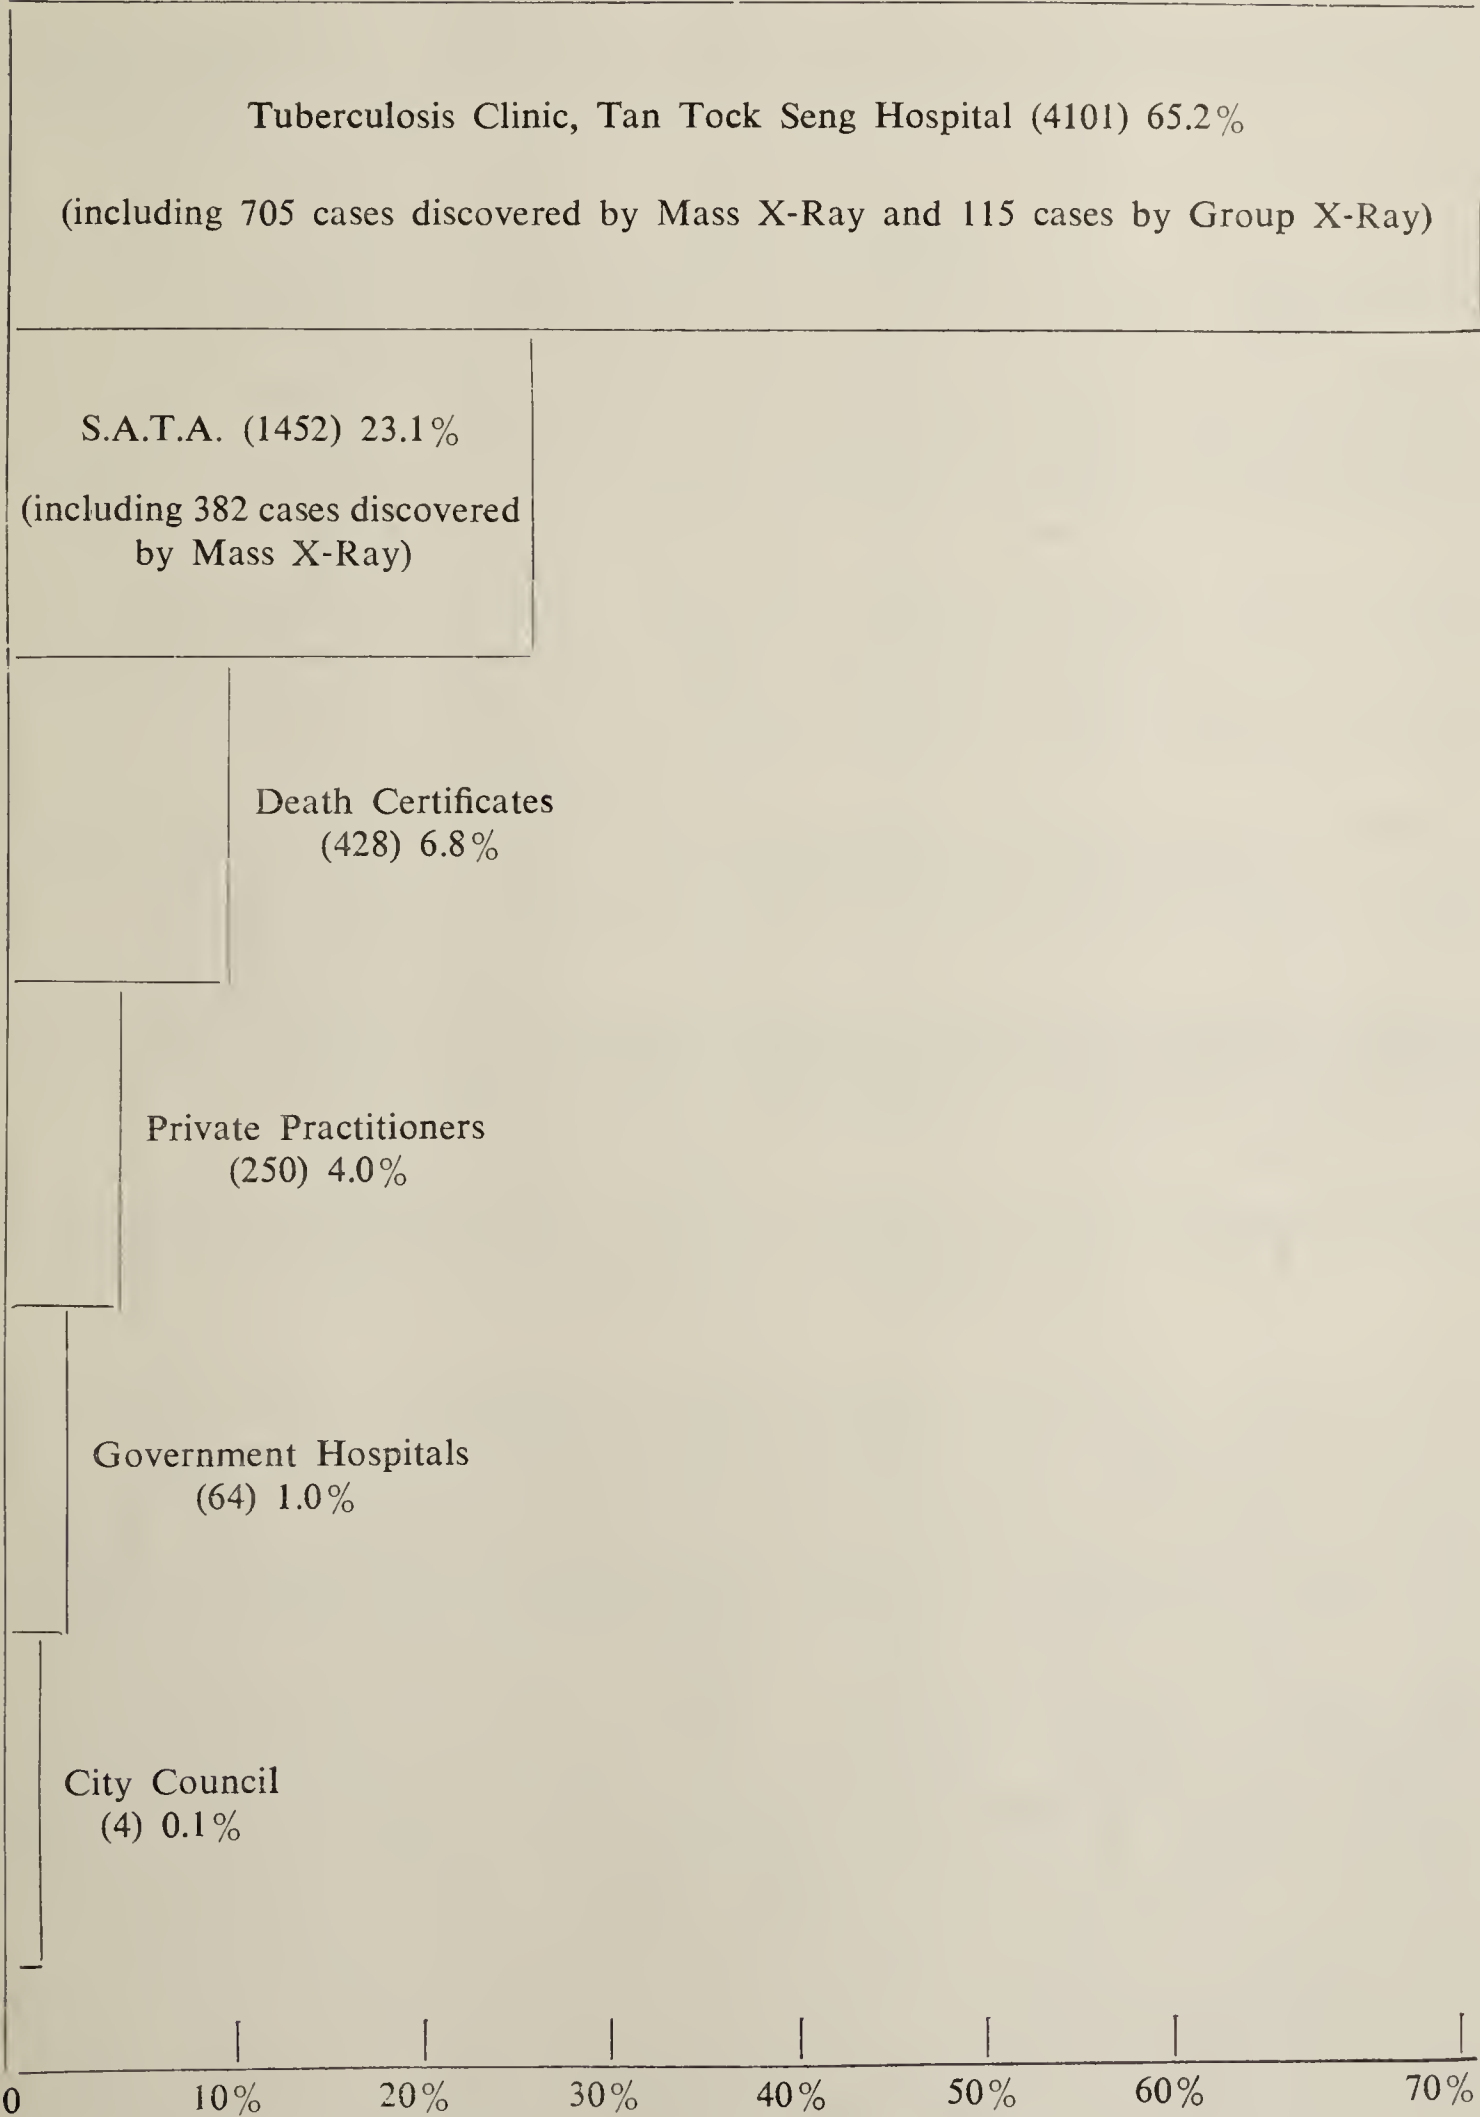 Tuberculosis Clinic, Tan Tock Seng Hospital (4101) 65.2%
(including 705 cases discovered by Mass X-Ray and 115 cases by Group X-Ray)
S.A.T.A. (1452) 23.1%
(including 382 cases discovered
by Mass X-Ray)
Death Certificates
(428) 6.8%
Private Practitioners
(250) 4.0%
Government Hospitals
(64) 1.0%
City Council
(4) 0.1%
0 10% 20% 30% 40% 50% 60% 70%